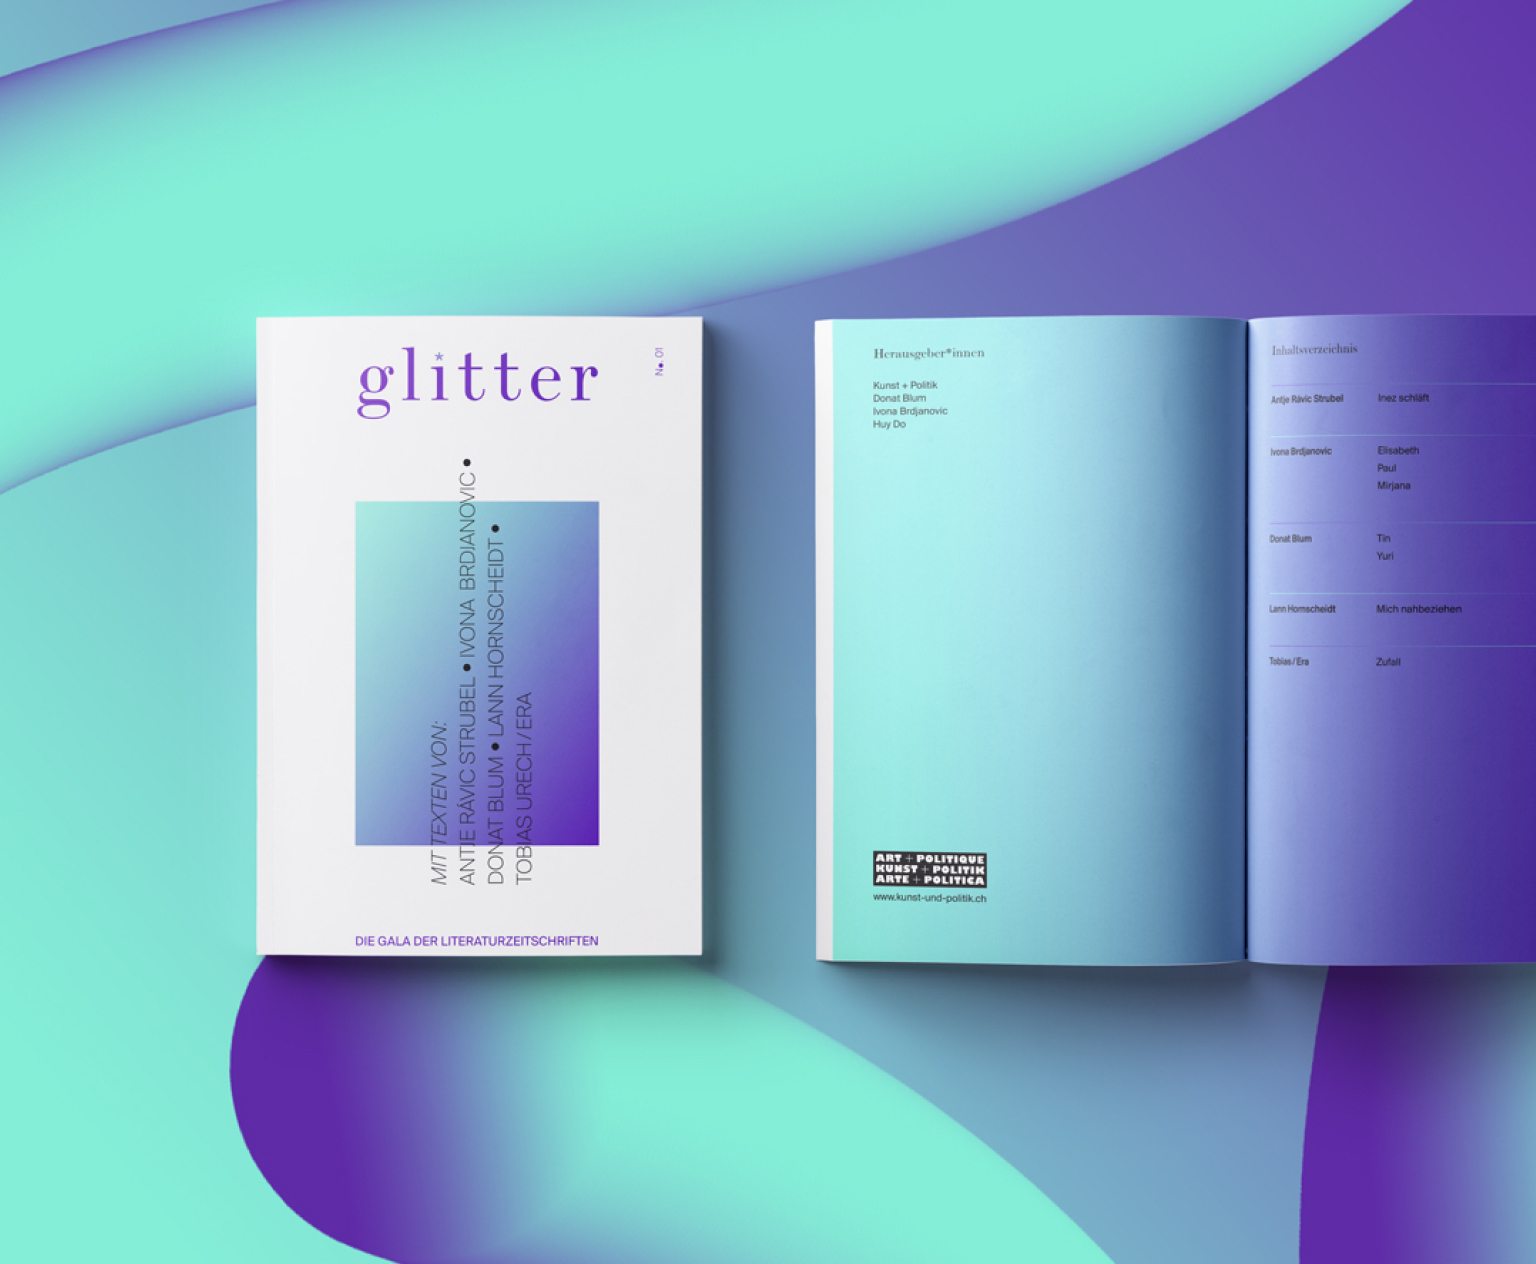 glitter
No. 01
MIT TEXTEN VON:
ANTJE RÁVIC STRUBEL • IVONA BRDJANOVIC •
DONAT BLUM • LANN HORNSCHEIDT •
TOBIAS URECH / ERA
DIE GALA DER LITERATURZEITSCHRIFTEN
Herausgeber*innen
Kunst + Politik
Donat Blum
Ivona Brdjanovic
Huy Do
ART + POLITIQUE
KUNST + POLITIK
ARTE + POLITICA
www.kunst-und-politik.ch
Inhaltsverzeichnis
Antje Rávic Strubel Inez schläft
Ivona Brdjanovic Elisabeth
Paul
Mirjana
Donat Blum Tin
Yuri
Lann Hornscheidt Mich nahbeziehen
Tobias / Era Zufall